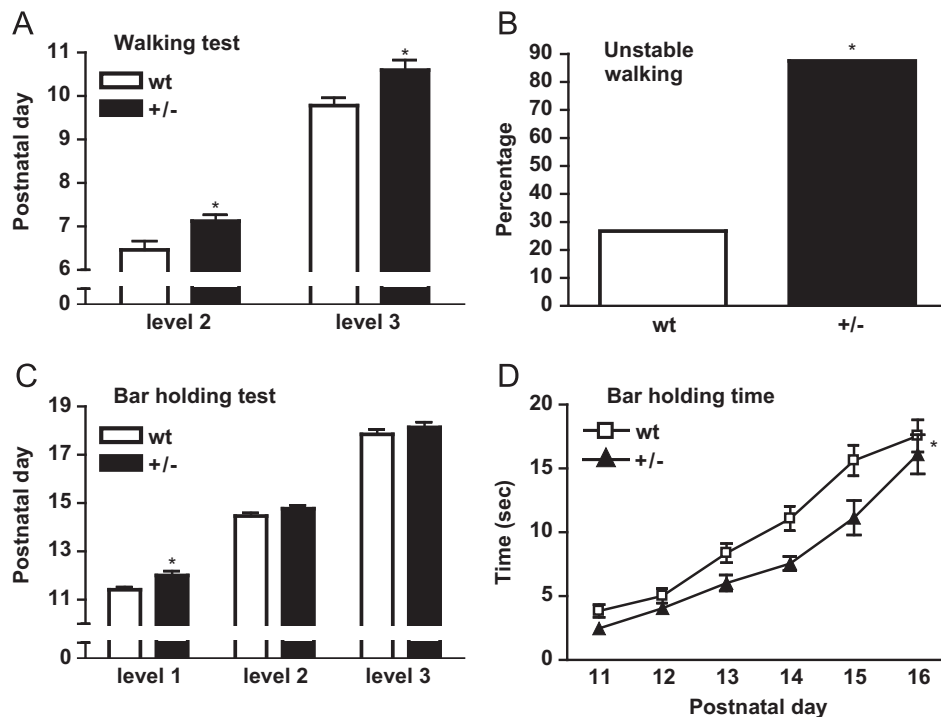 A
Walking test
wt
+/-
Postnatal day
11
10
9
7
6
0
*
*
level 2
level 3
B
Unstable
walking
Percentage
90
80
70
60
50
40
30
20
10
0
*
wt
+/-
C
Bar holding test
wt
+/-
Postnatal day
19
17
15
13
11
0
*
level 1
level 2
level 3
D
Bar holding time
wt
+/-
Time (sec)
20
15
10
5
0
*
11 12 13 14 15 16
Postnatal day